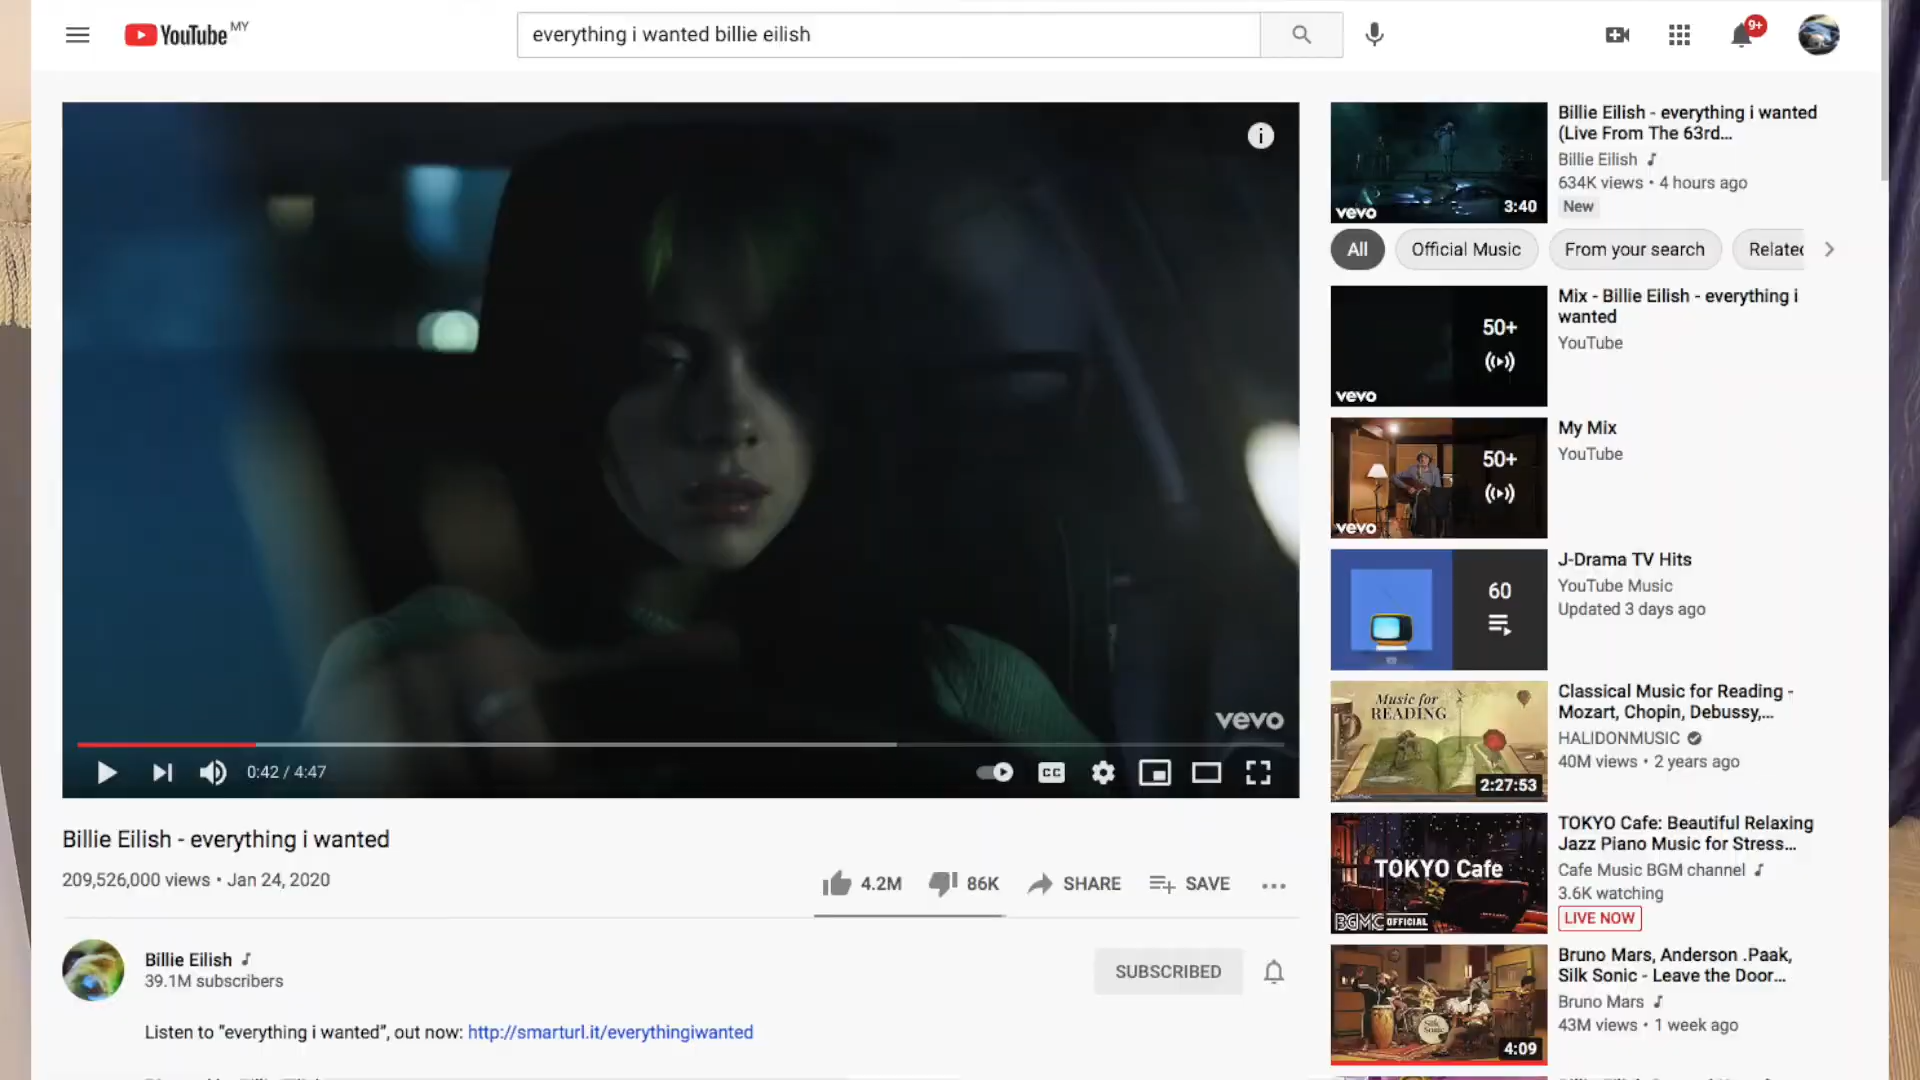 YouTube MY
everything i wanted billie eilish
9+
i
vevo
0:42 / 4:47
CC
Billie Eilish - everything i wanted
209,526,000 views • Jan 24, 2020
4.2M
86K
SHARE
SAVE
Billie Eilish
39.1M subscribers
SUBSCRIBED
Listen to "everything i wanted", out now: http://smarturl.it/everythingiwanted
vevo
3:40
Billie Eilish - everything i wanted
(Live From The 63rd...
Billie Eilish
634K views • 4 hours ago
New
All
Official Music
From your search
Related
vevo
50+
Mix - Billie Eilish - everything i
wanted
YouTube
vevo
50+
My Mix
YouTube
60
J-Drama TV Hits
YouTube Music
Updated 3 days ago
Music for
READING
2:27:53
Classical Music for Reading -
Mozart, Chopin, Debussy,...
HALIDONMUSIC
40M views • 2 years ago
TOKYO Cafe
BGMC OFFICIAL
TOKYO Cafe: Beautiful Relaxing
Jazz Piano Music for Stress...
Cafe Music BGM channel
3.6K watching
LIVE NOW
Silk
Sonic
4:09
Bruno Mars, Anderson .Paak,
Silk Sonic - Leave the Door...
Bruno Mars
43M views • 1 week ago